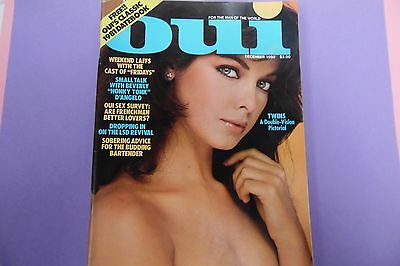 FREE!
OUI'S CLASSIC
1981 DATEBOOK
FOR THE MAN OF THE WORLD
oui
DECEMBER 1980 $3.00
WEEKEND LAFFS
WITH THE
CAST OF "FRIDAYS"
SMALL TALK
WITH BEVERLY
"HONKY TONK"
D'ANGELO
OUI SEX SURVEY:
ARE FRENCHMEN
BETTER LOVERS?
DROPPING IN
ON THE LSD REVIVAL
SOBERING ADVICE
FOR THE BUDDING
BARTENDER
TWINS
A Double-Vision
Pictorial